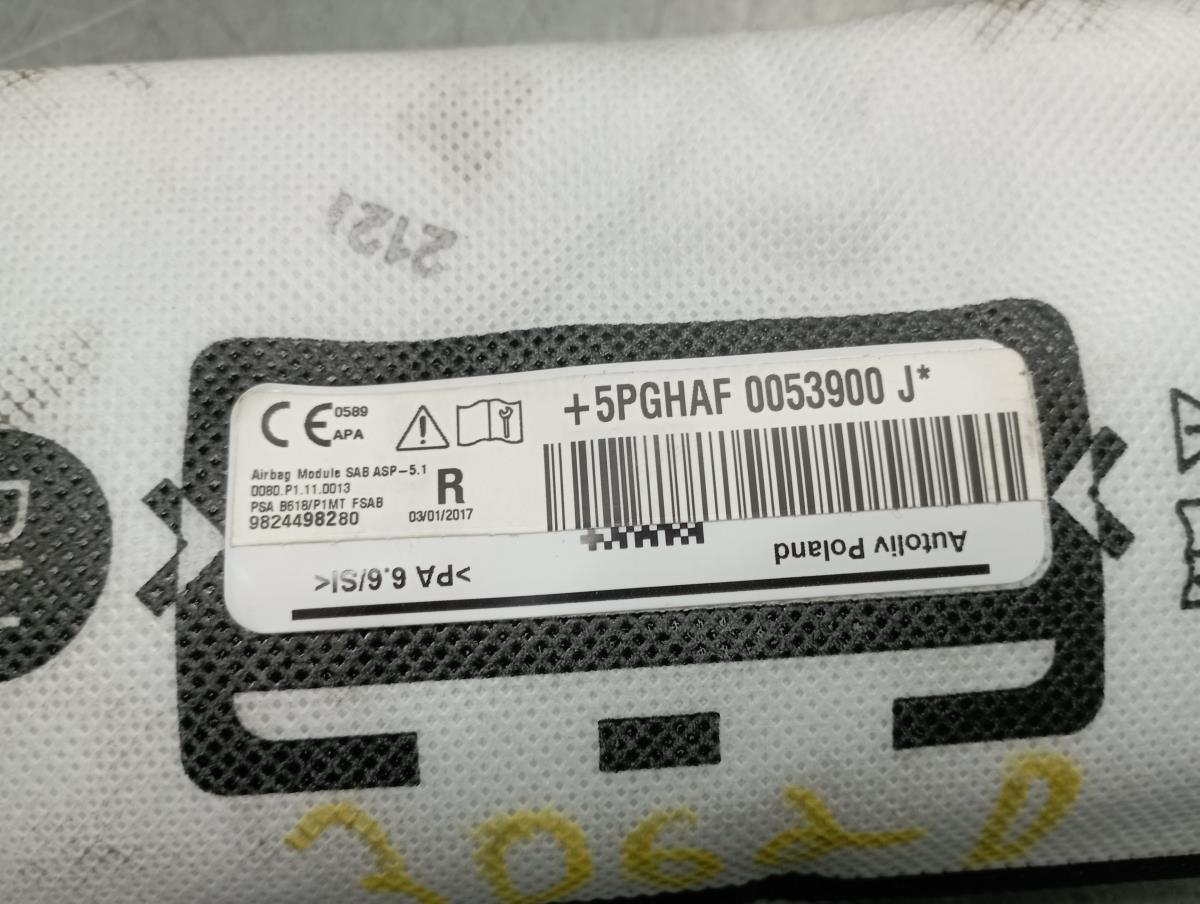 2121
+5PGHAF 0053900 J*
CE 0589
APA
Airbag Module SAB ASP-5.1
0080.P1.11.0013
PSA B618/P1MT FSAB
9824498280
R
03/01/2017
Autoliv Poland
>PA 6.6/SI<